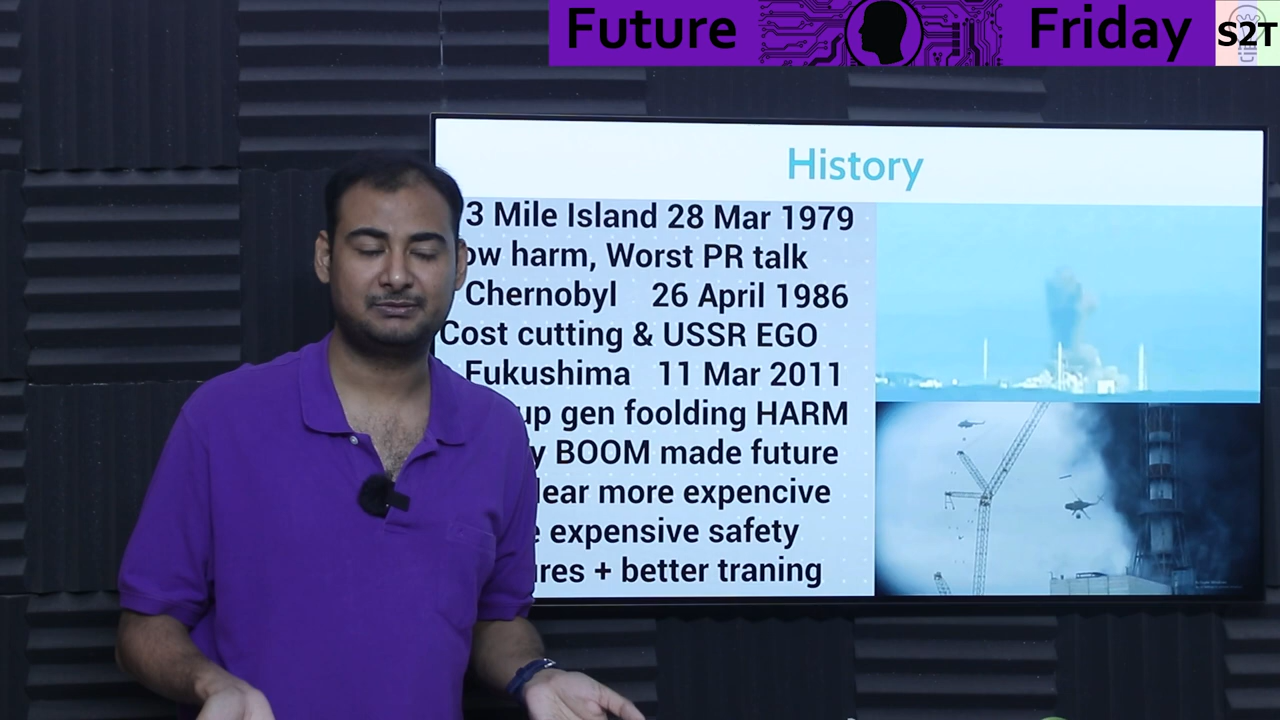 Future Friday
S2T
History
3 Mile Island 28 Mar 1979
ow harm, Worst PR talk
Chernobyl 26 April 1986
Cost cutting & USSR EGO
Fukushima 11 Mar 2011
up gen foolding HARM
y BOOM made future
lear more expencive
e expensive safety
ures + better traning